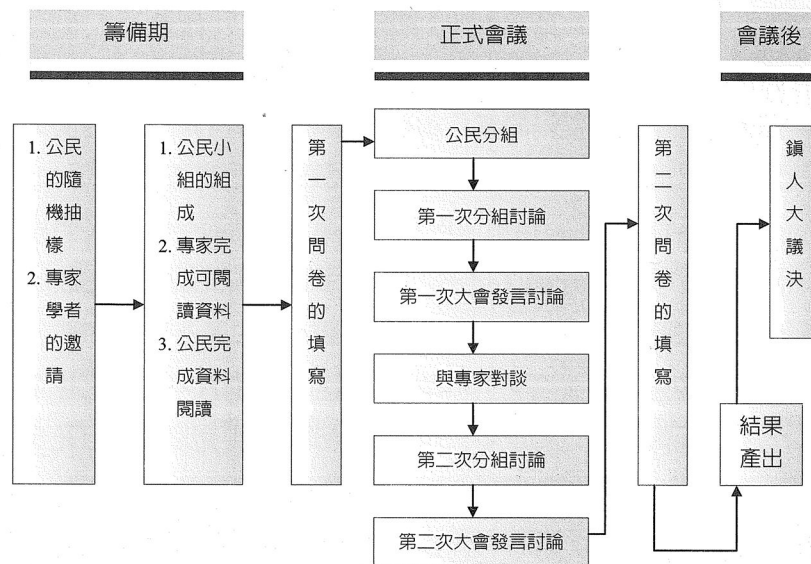 籌備期
正式會議
會議後
1. 公民
的隨
機抽
樣
2. 專家
學者
的邀
請
1. 公民小
組的組
成
2. 專家完
成可閱
讀資料
3. 公民完
成資料
閱讀
第
一
次
問
卷
的
填
寫
公民分組
第一次分組討論
第一次大會發言討論
與專家對談
第二次分組討論
第二次大會發言討論
第
二
次
問
卷
的
填
寫
結果
產出
鎮
人
大
議
決